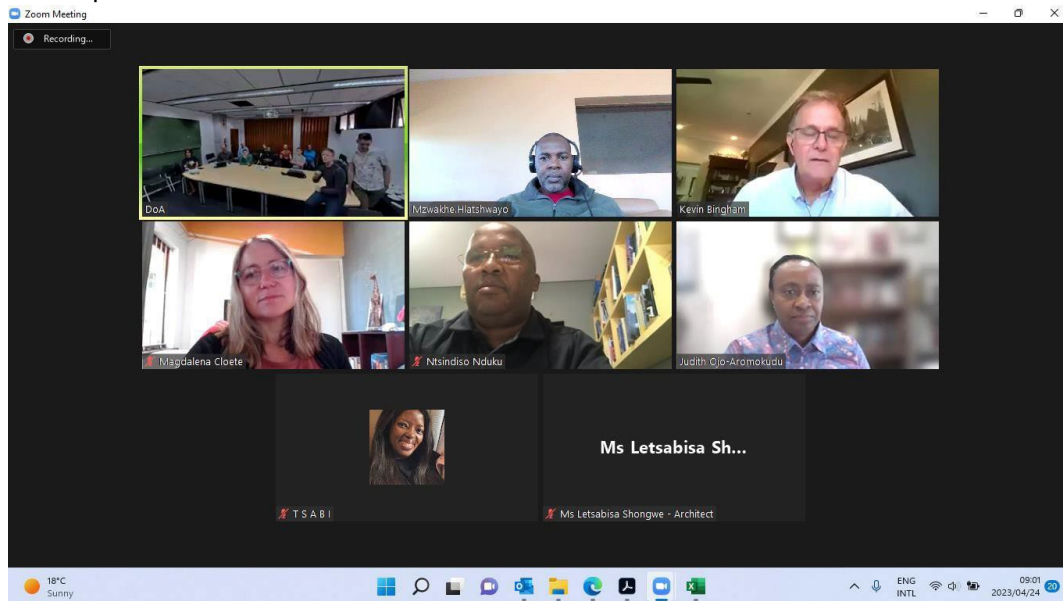 Zoom Meeting
Recording...
DoA
Mzwakhe.Hlatshwayo
Kevin Bingham
Magdalena Cloete
Ntsindiso Nduku
Judith Ojo-Aromokudu
Ms Letsabisa Sh...
T S A B I
Ms Letsabisa Shongwe - Architect
18°C
Sunny
ENG
INTL
09:01
2023/04/24
20